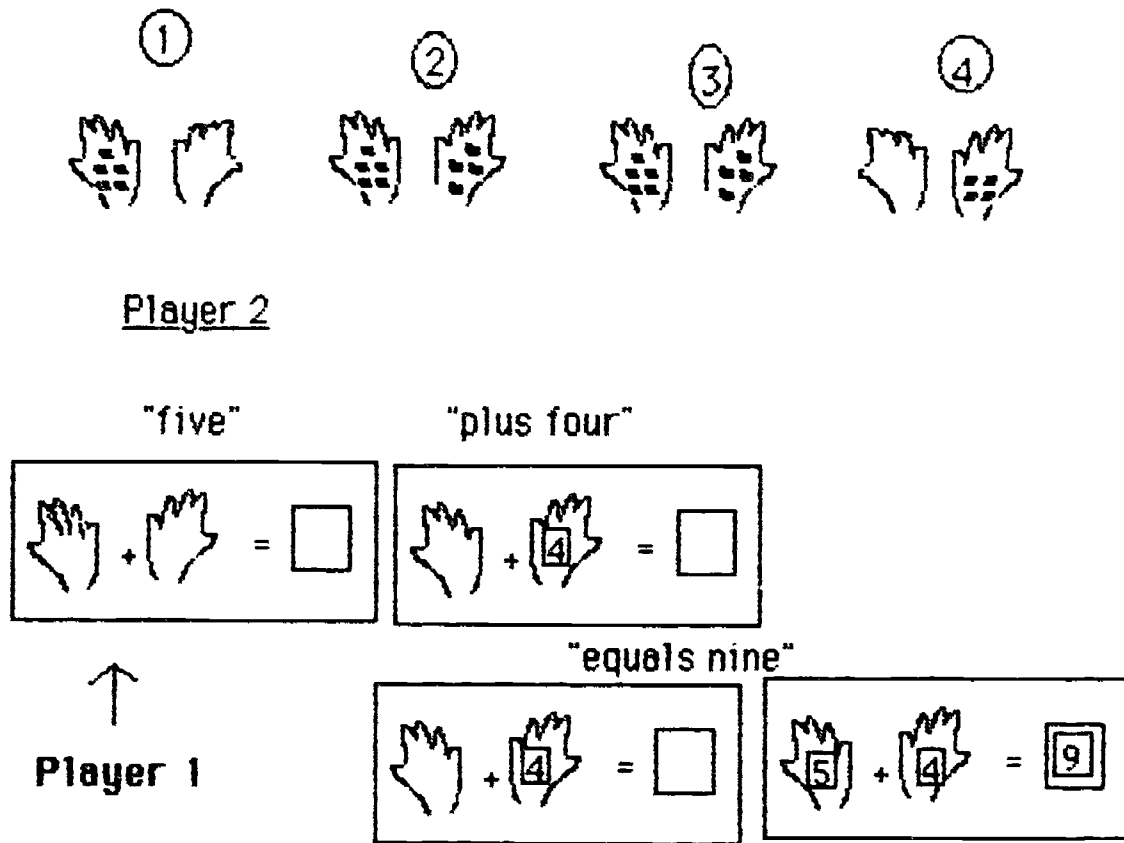 1 2 3 4
Player 2
"five" "plus four"
+ = + 4 =
"equals nine"
+ 4 = 5 + 4 = 9
Player 1